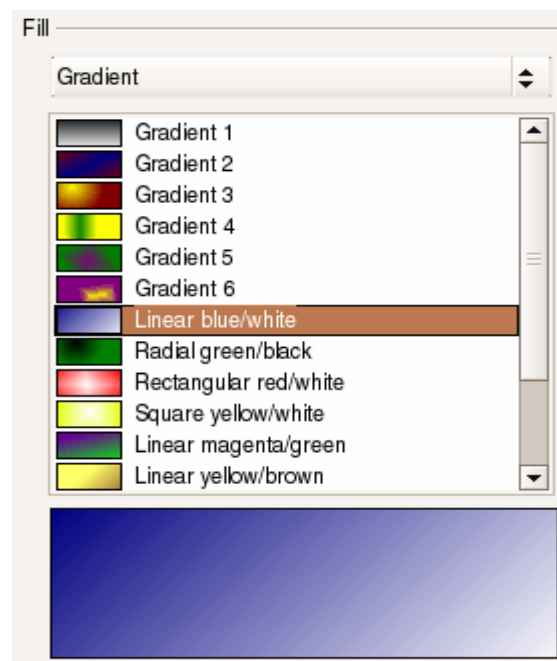 Fill
Gradient
Gradient 1
Gradient 2
Gradient 3
Gradient 4
Gradient 5
Gradient 6
Linear blue/white
Radial green/black
Rectangular red/white
Square yellow/white
Linear magenta/green
Linear yellow/brown